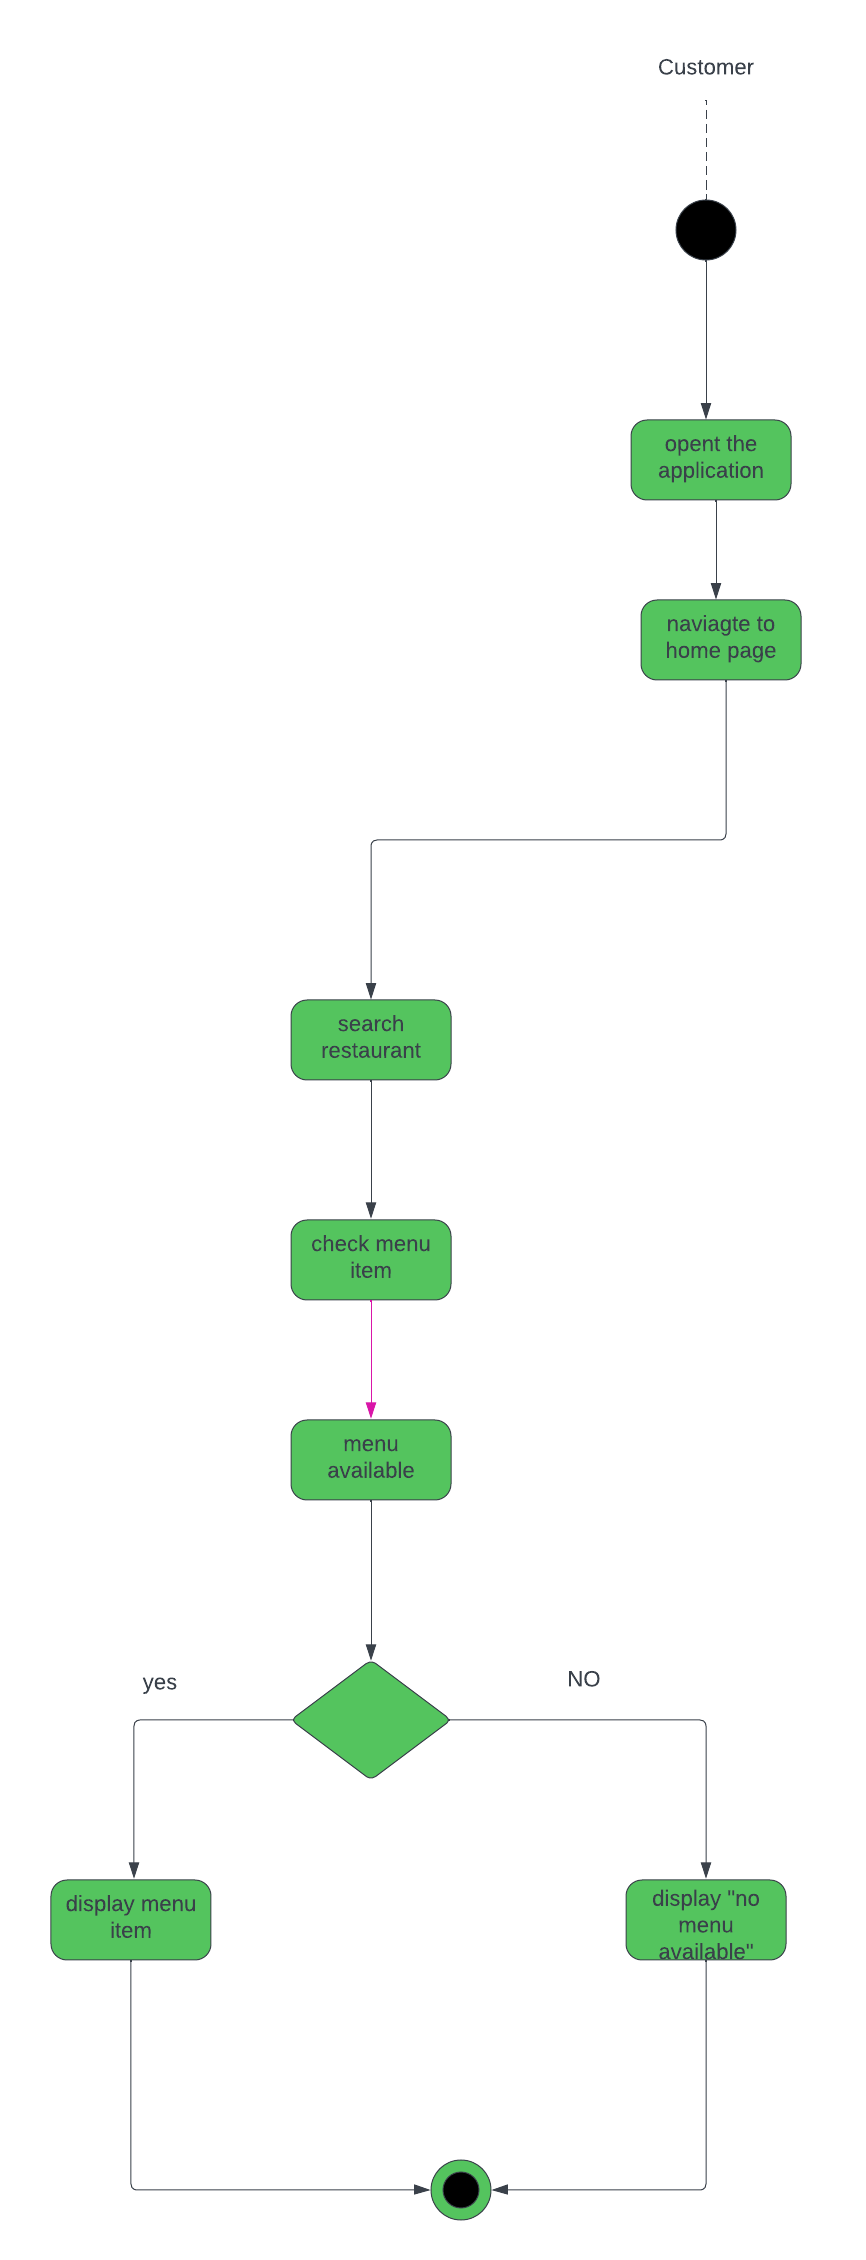 Customer
opent the
application
naviagte to
home page
search
restaurant
check menu
item
menu
available
yes
NO
display menu
item
display "no
menu
available"